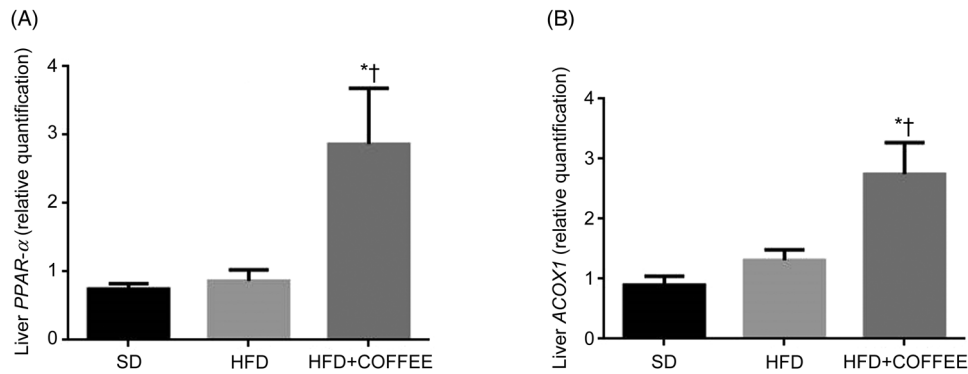 (A)
Liver PPAR-α (relative quantification)
4
3
2
1
0
*†
SD
HFD
HFD+COFFEE
(B)
Liver ACOX1 (relative quantification)
4
3
2
1
0
*†
SD
HFD
HFD+COFFEE